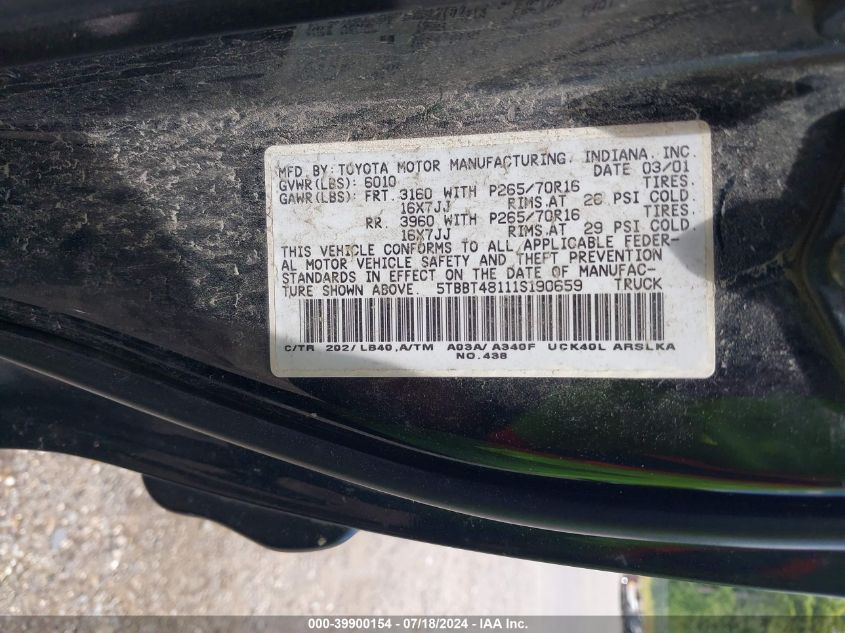 MFD. BY: TOYOTA MOTOR MANUFACTURING, INDIANA, INC.
GVWR(LBS): 6010 DATE 03/01
GAWR(LBS): FRT. 3160 WITH P265/70R16 TIRES.
16X7JJ RIMS.AT 26 PSI COLD.
RR. 3960 WITH P265/70R16 TIRES.
16X7JJ RIMS.AT 29 PSI COLD.
THIS VEHICLE CONFORMS TO ALL APPLICABLE FEDER-
AL MOTOR VEHICLE SAFETY AND THEFT PREVENTION
STANDARDS IN EFFECT ON THE DATE OF MANUFAC-
TURE SHOWN ABOVE. 5TBBT48111S190659 TRUCK
C/TR 202/LB40,A/TM A03A/A340F UCK40L ARSLKA
NO.438
000-39900154 - 07/18/2024 - IAA Inc.